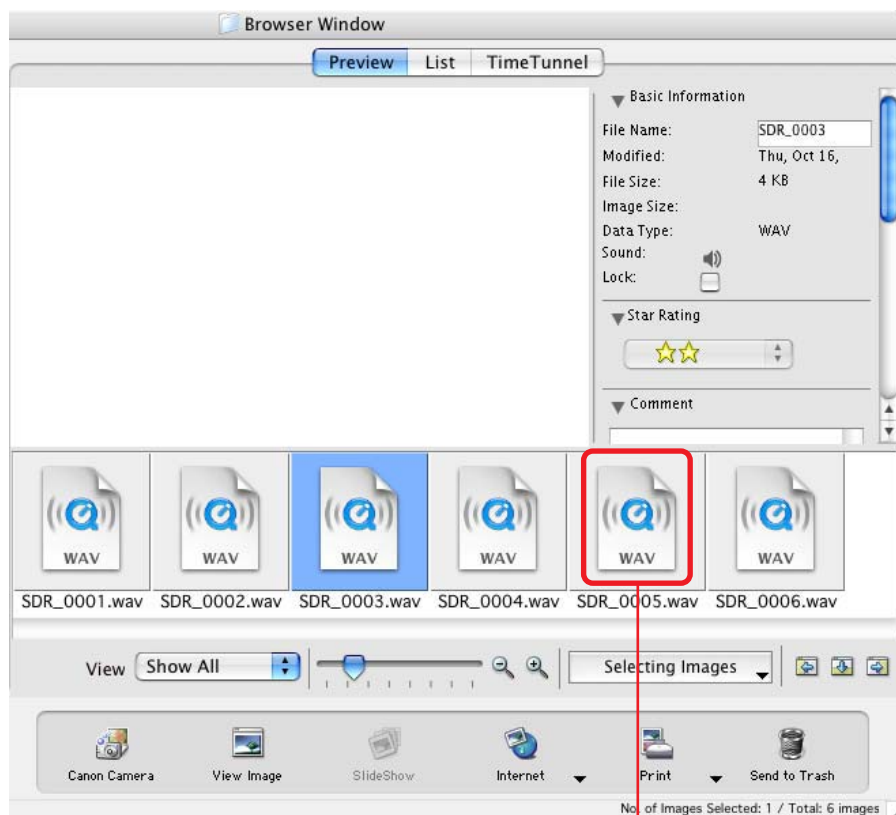 Browser Window
Preview List TimeTunnel
Basic Information
File Name: SDR_0003
Modified: Thu, Oct 16,
File Size: 4 KB
Image Size:
Data Type: WAV
Sound:
Lock:
Star Rating
Comment
WAV WAV WAV WAV WAV WAV
SDR_0001.wav SDR_0002.wav SDR_0003.wav SDR_0004.wav SDR_0005.wav SDR_0006.wav
View Show All Selecting Images
Canon Camera View Image SlideShow Internet Print Send to Trash
No. of Images Selected: 1 / Total: 6 images